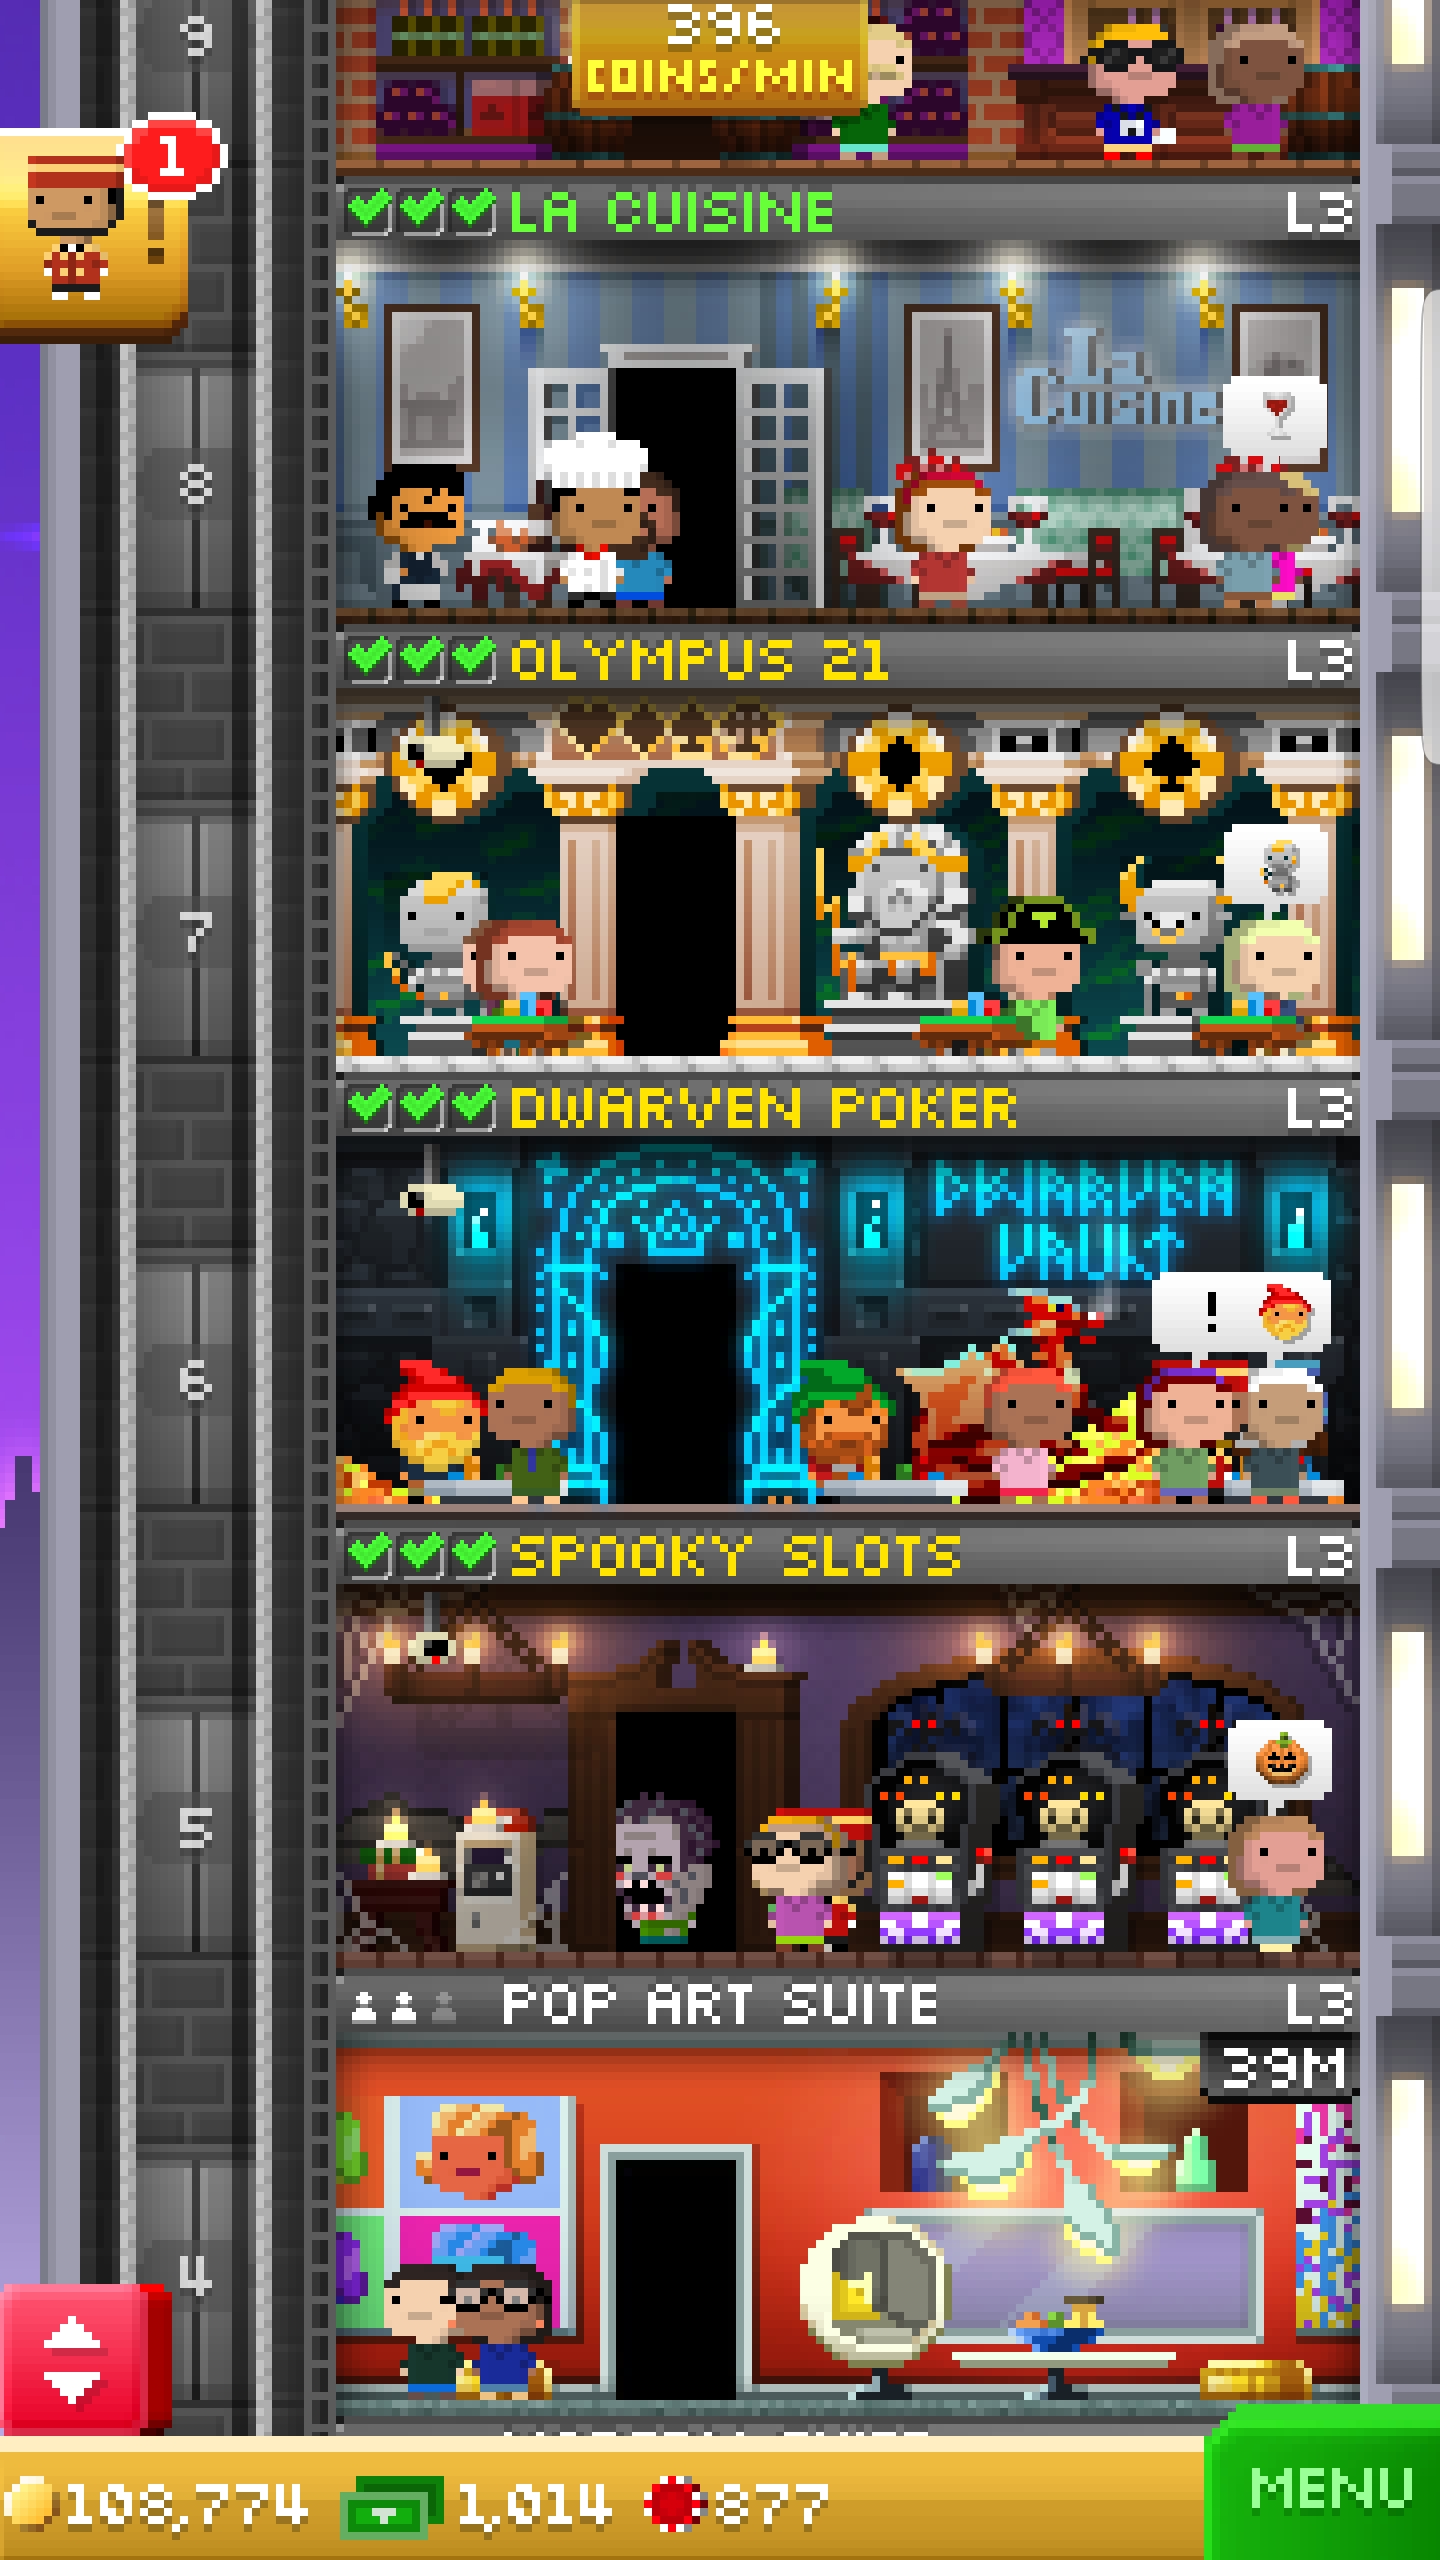 9
396
COINS/MIN
1
LA CUISINE L3
La
Cuisine
8
OLYMPUS 21 L3
7
DWARVEN POKER L3
DWARVEN
VAULT
6
!
SPOOKY SLOTS L3
5
POP ART SUITE L3
39M
4
108,774 1,014 877
MENU